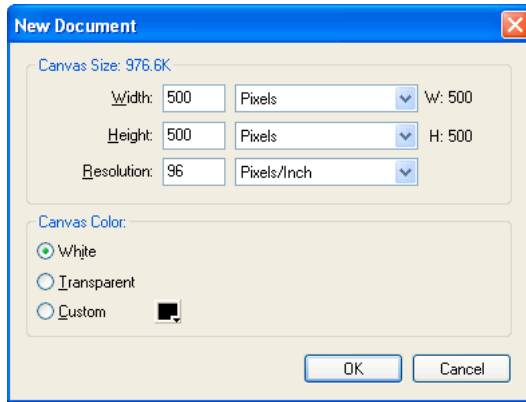 New Document
Canvas Size: 976.6K
Width: 500 Pixels W: 500
Height: 500 Pixels H: 500
Resolution: 96 Pixels/Inch
Canvas Color:
White
Transparent
Custom
OK Cancel